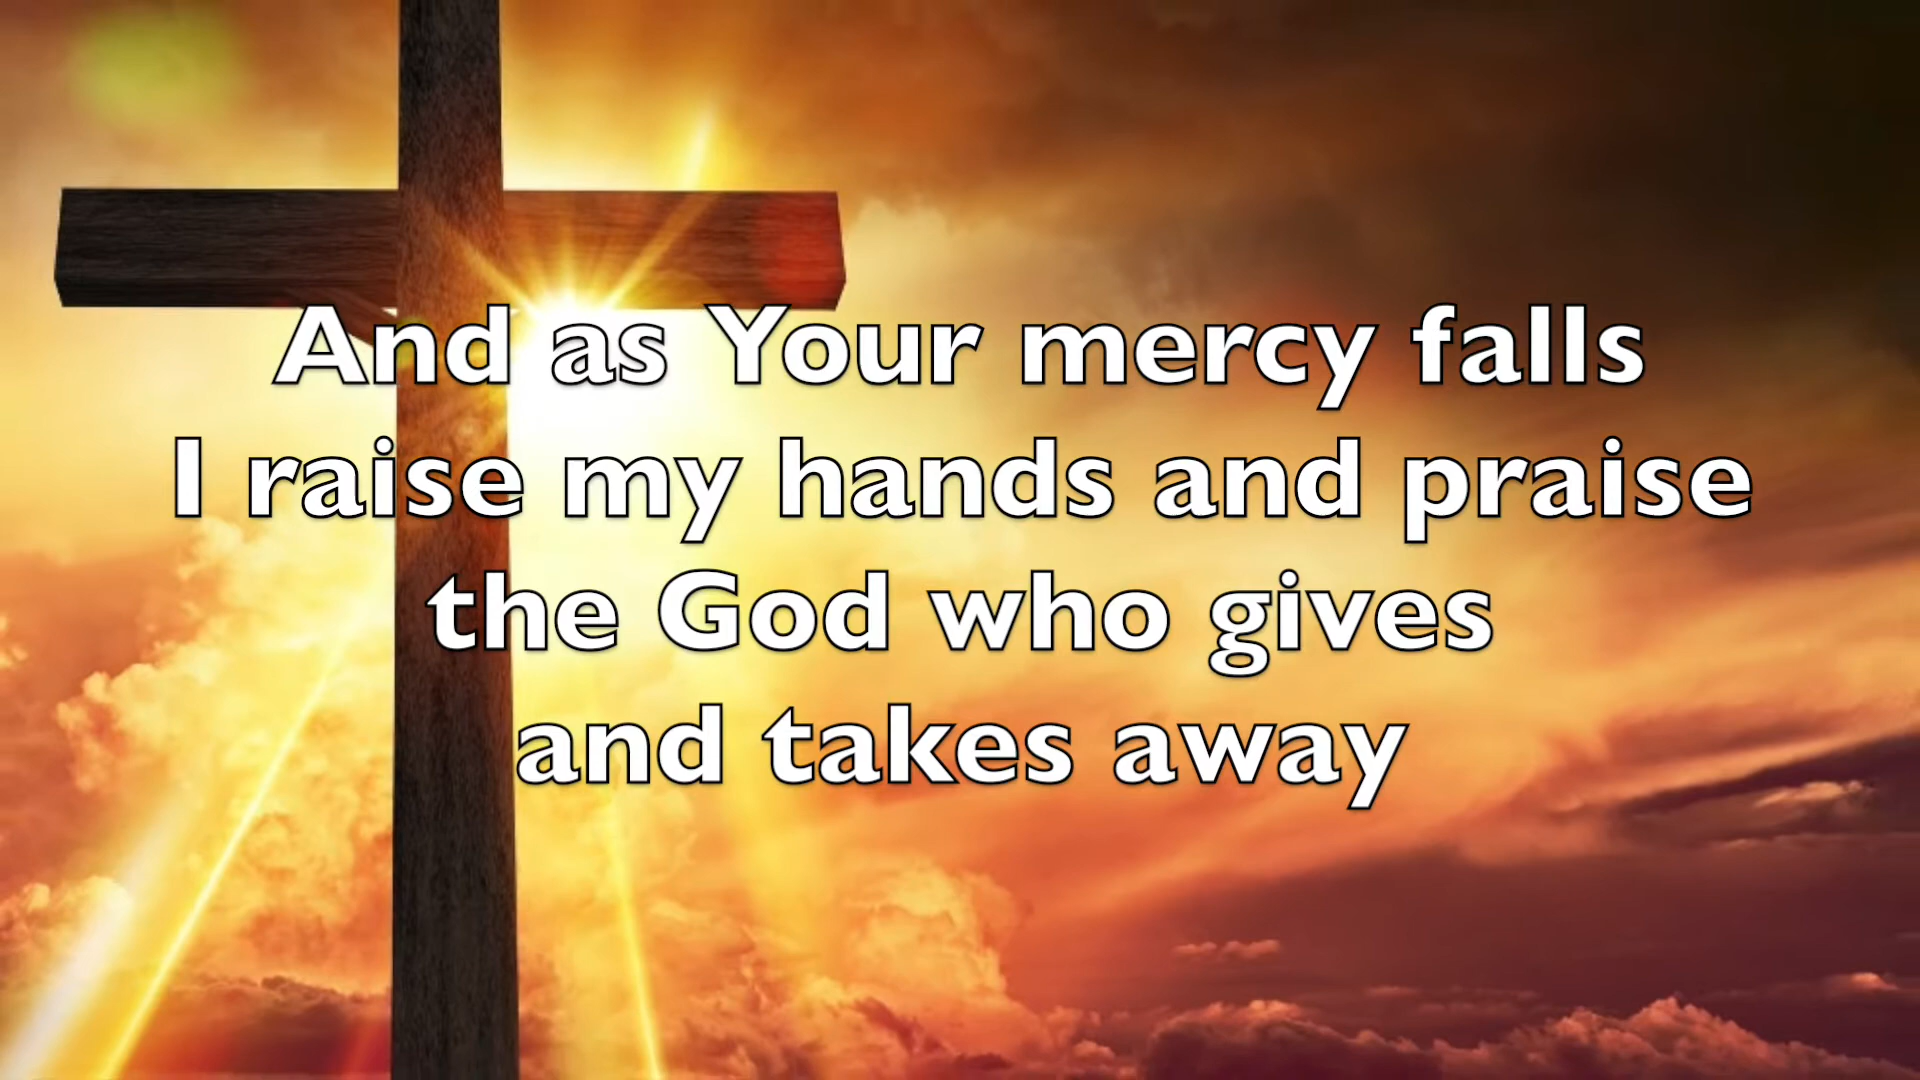 And as Your mercy falls
I raise my hands and praise
the God who gives
and takes away